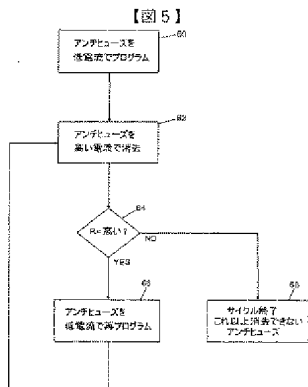 【図5】
60
アンチヒューズを
低電流でプログラム
62
アンチヒューズを
高い電流で消去
64
R=高い?
NO
YES
66
アンチヒューズを
低電流で再プログラム
68
サイクル終了
これ以上消去できない
アンチヒューズ